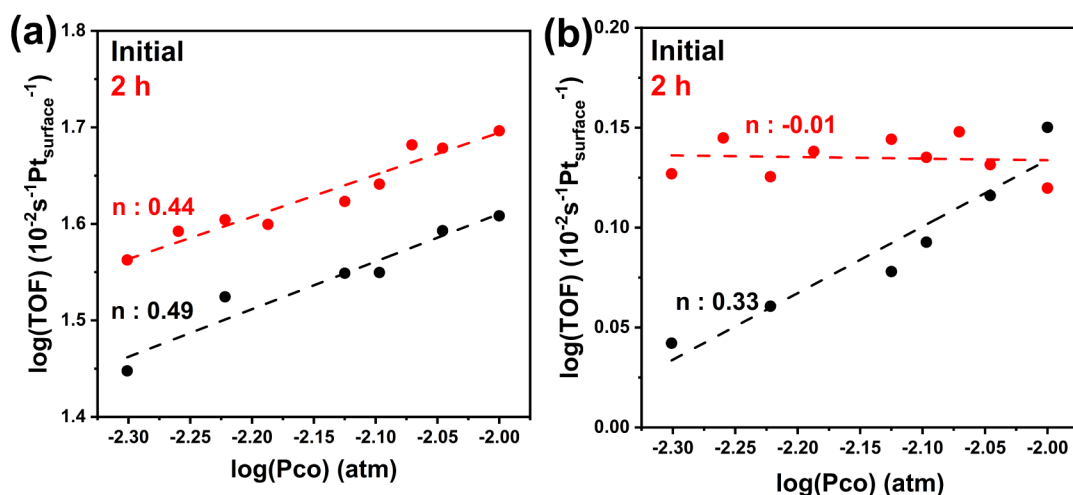 (a)
Initial
2 h
n : 0.44
n : 0.49
1.8
1.7
1.6
1.5
1.4
-2.30 -2.25 -2.20 -2.15 -2.10 -2.05 -2.00
log(Pco) (atm)
log(TOF) (10⁻²s⁻¹Pt_surface⁻¹)
(b)
Initial
2 h
n : -0.01
n : 0.33
0.20
0.15
0.10
0.05
0.00
-2.30 -2.25 -2.20 -2.15 -2.10 -2.05 -2.00
log(Pco) (atm)
log(TOF) (10⁻²s⁻¹Pt_surface⁻¹)